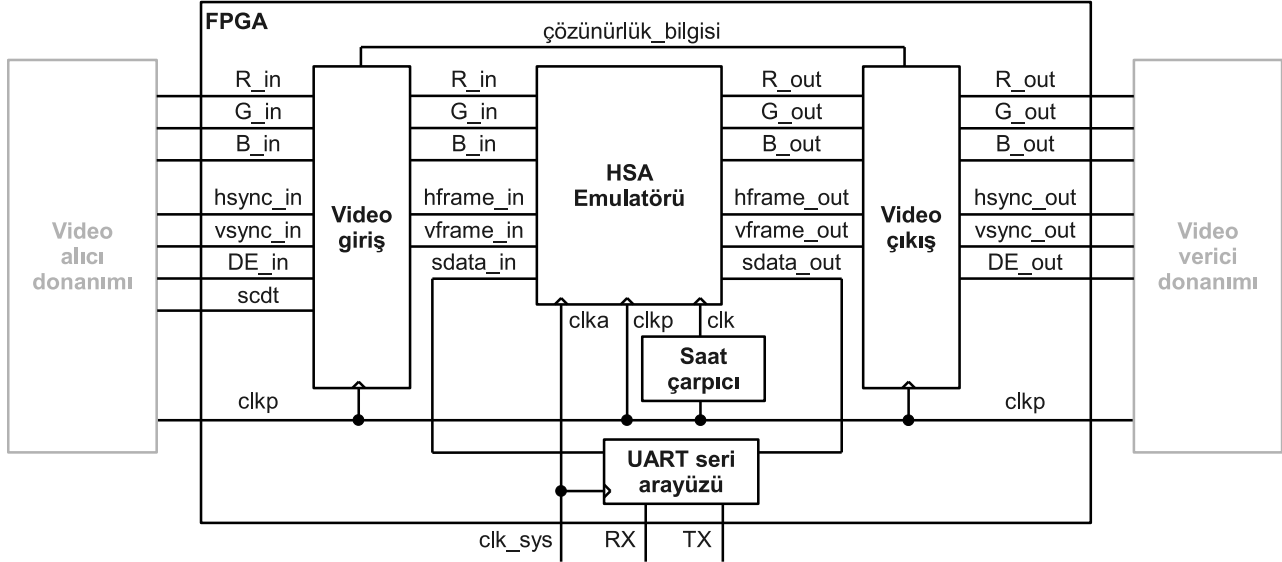 FPGA
çözünürlük_bilgisi
R_in
R_in
R_out
R_out
G_in
G_in
G_out
G_out
B_in
B_in
B_out
B_out
HSA
Emulatörü
hsync_in
hframe_in
hframe_out
hsync_out
Video
alıcı
donanımı
Video
giriş
Video
çıkış
Video
verici
donanımı
vsync_in
vframe_in
vframe_out
vsync_out
DE_in
sdata_in
sdata_out
DE_out
scdt
clka
clkp
clk
Saat
çarpıcı
clkp
clkp
UART seri
arayüzü
clk_sys
RX
TX